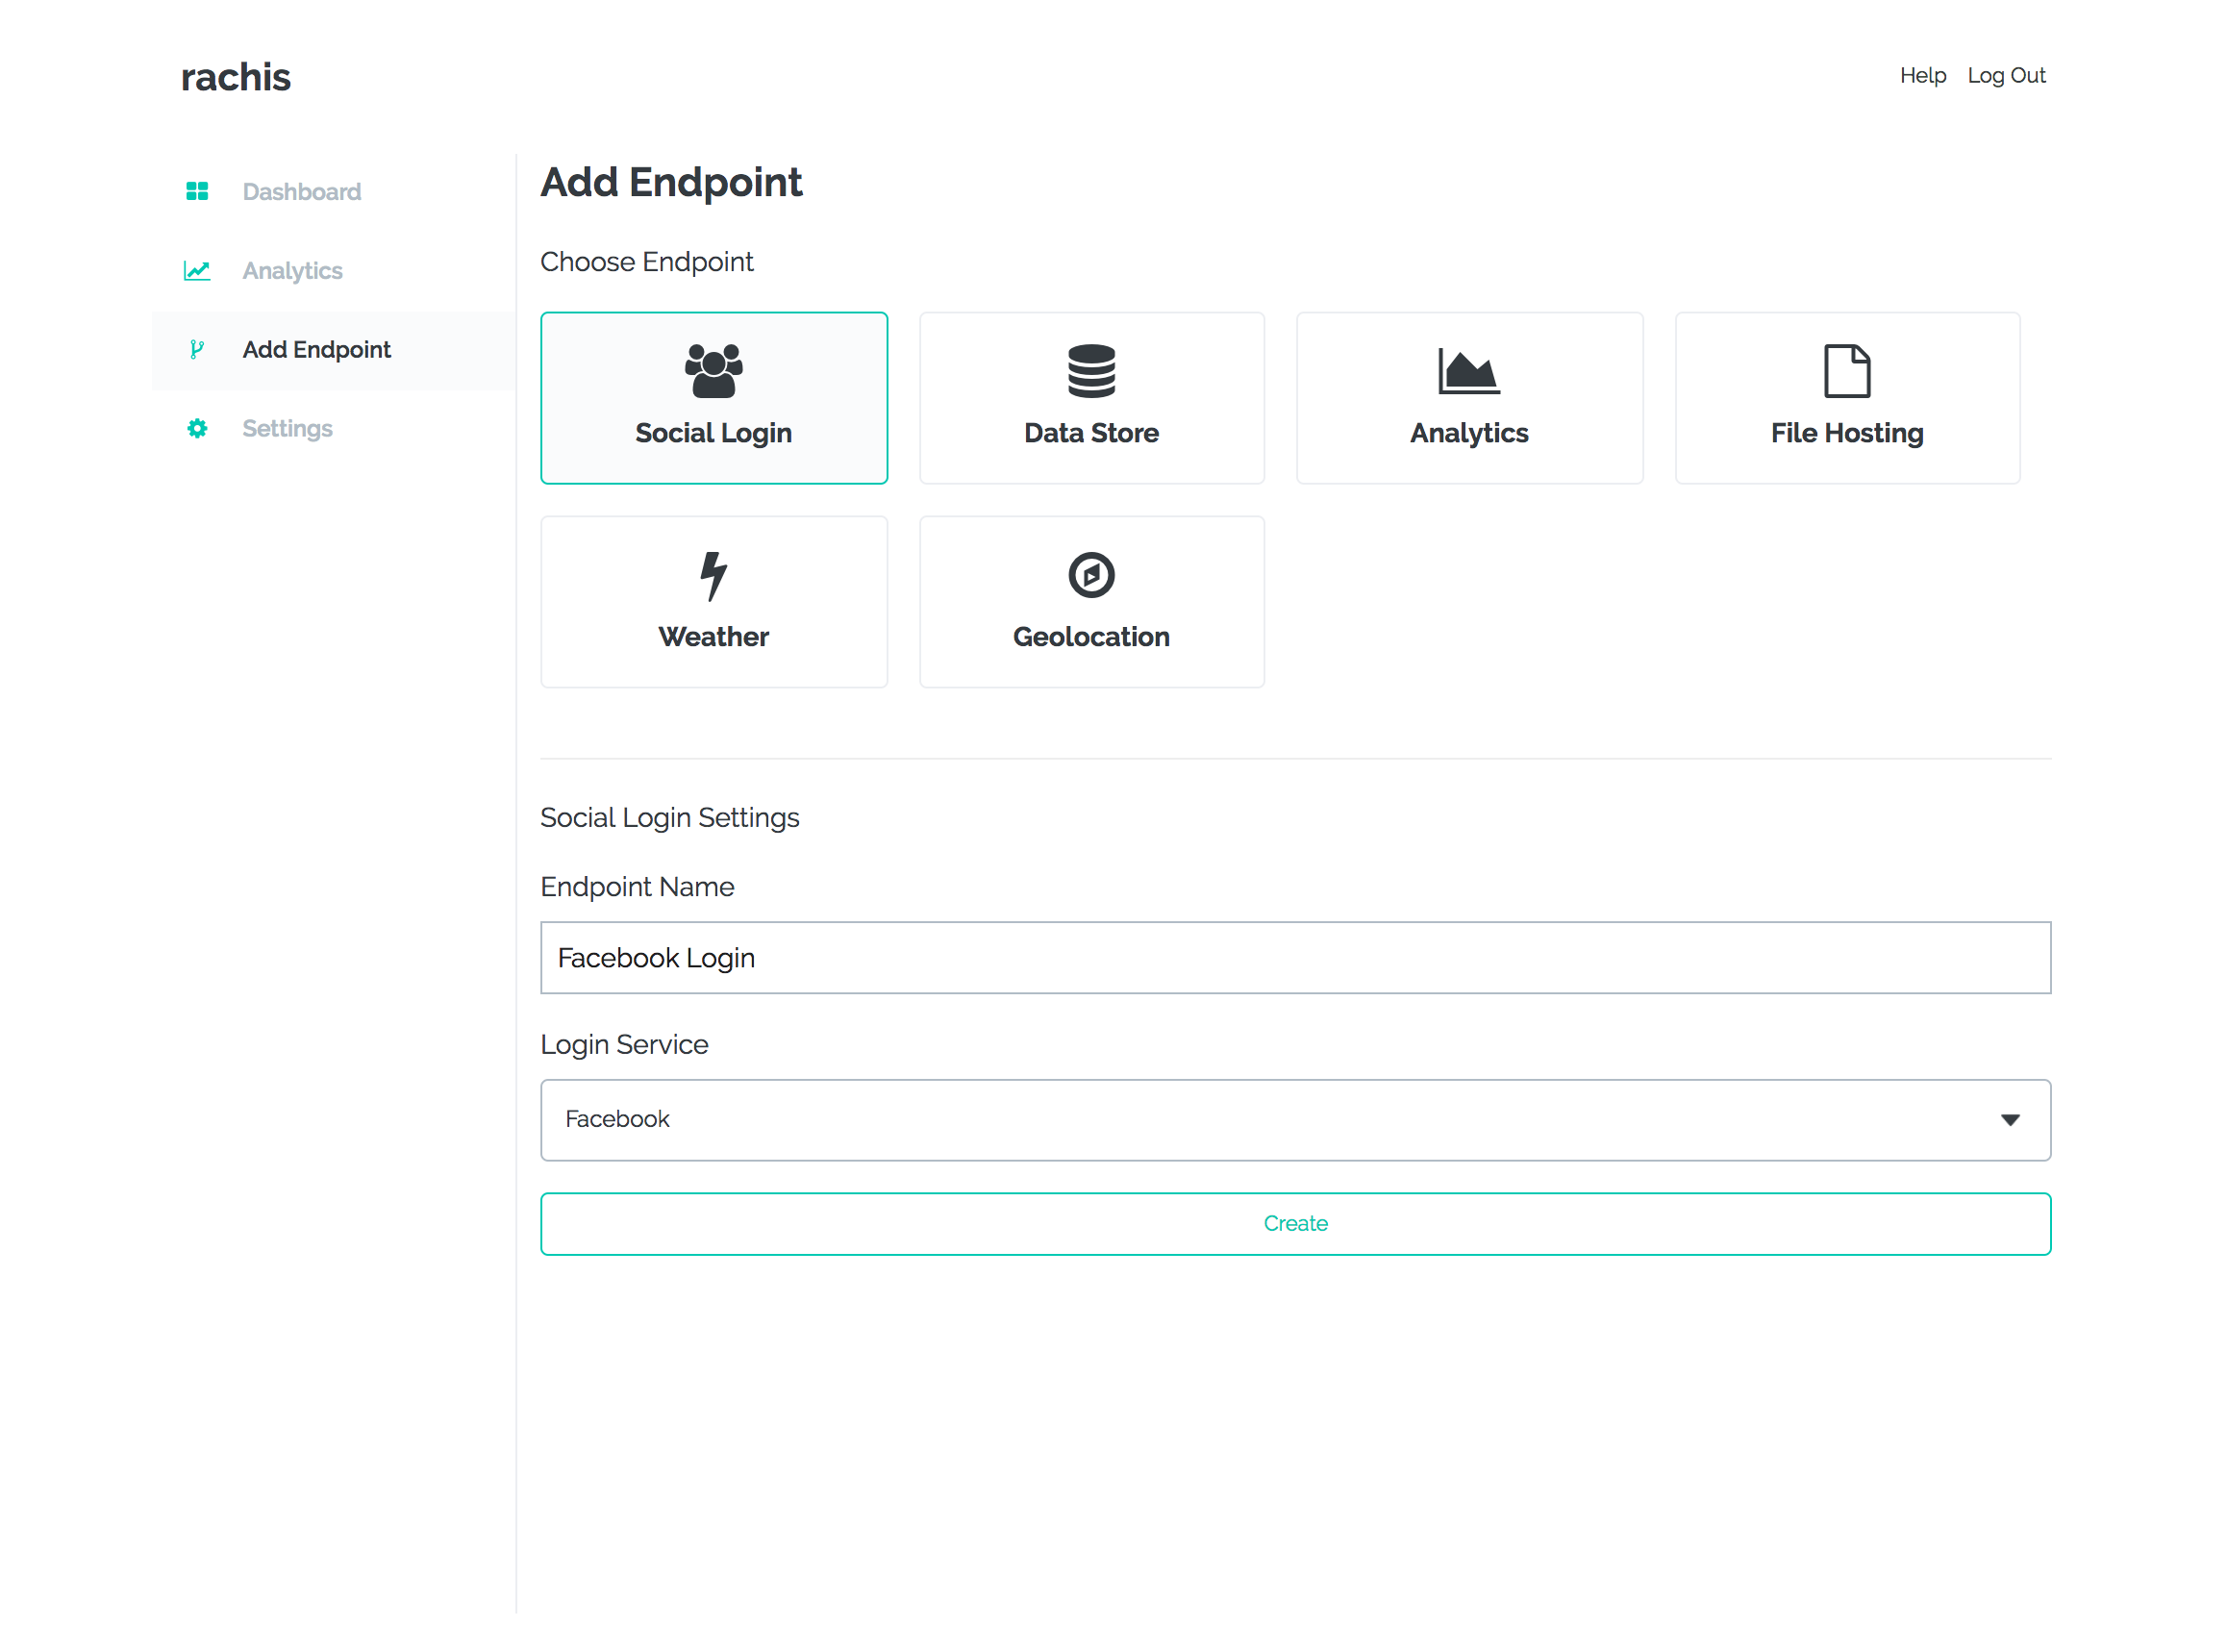 rachis
Help Log Out
Dashboard
Analytics
Add Endpoint
Settings
Add Endpoint
Choose Endpoint
Social Login
Data Store
Analytics
File Hosting
Weather
Geolocation
Social Login Settings
Endpoint Name
Facebook Login
Login Service
Facebook
Create